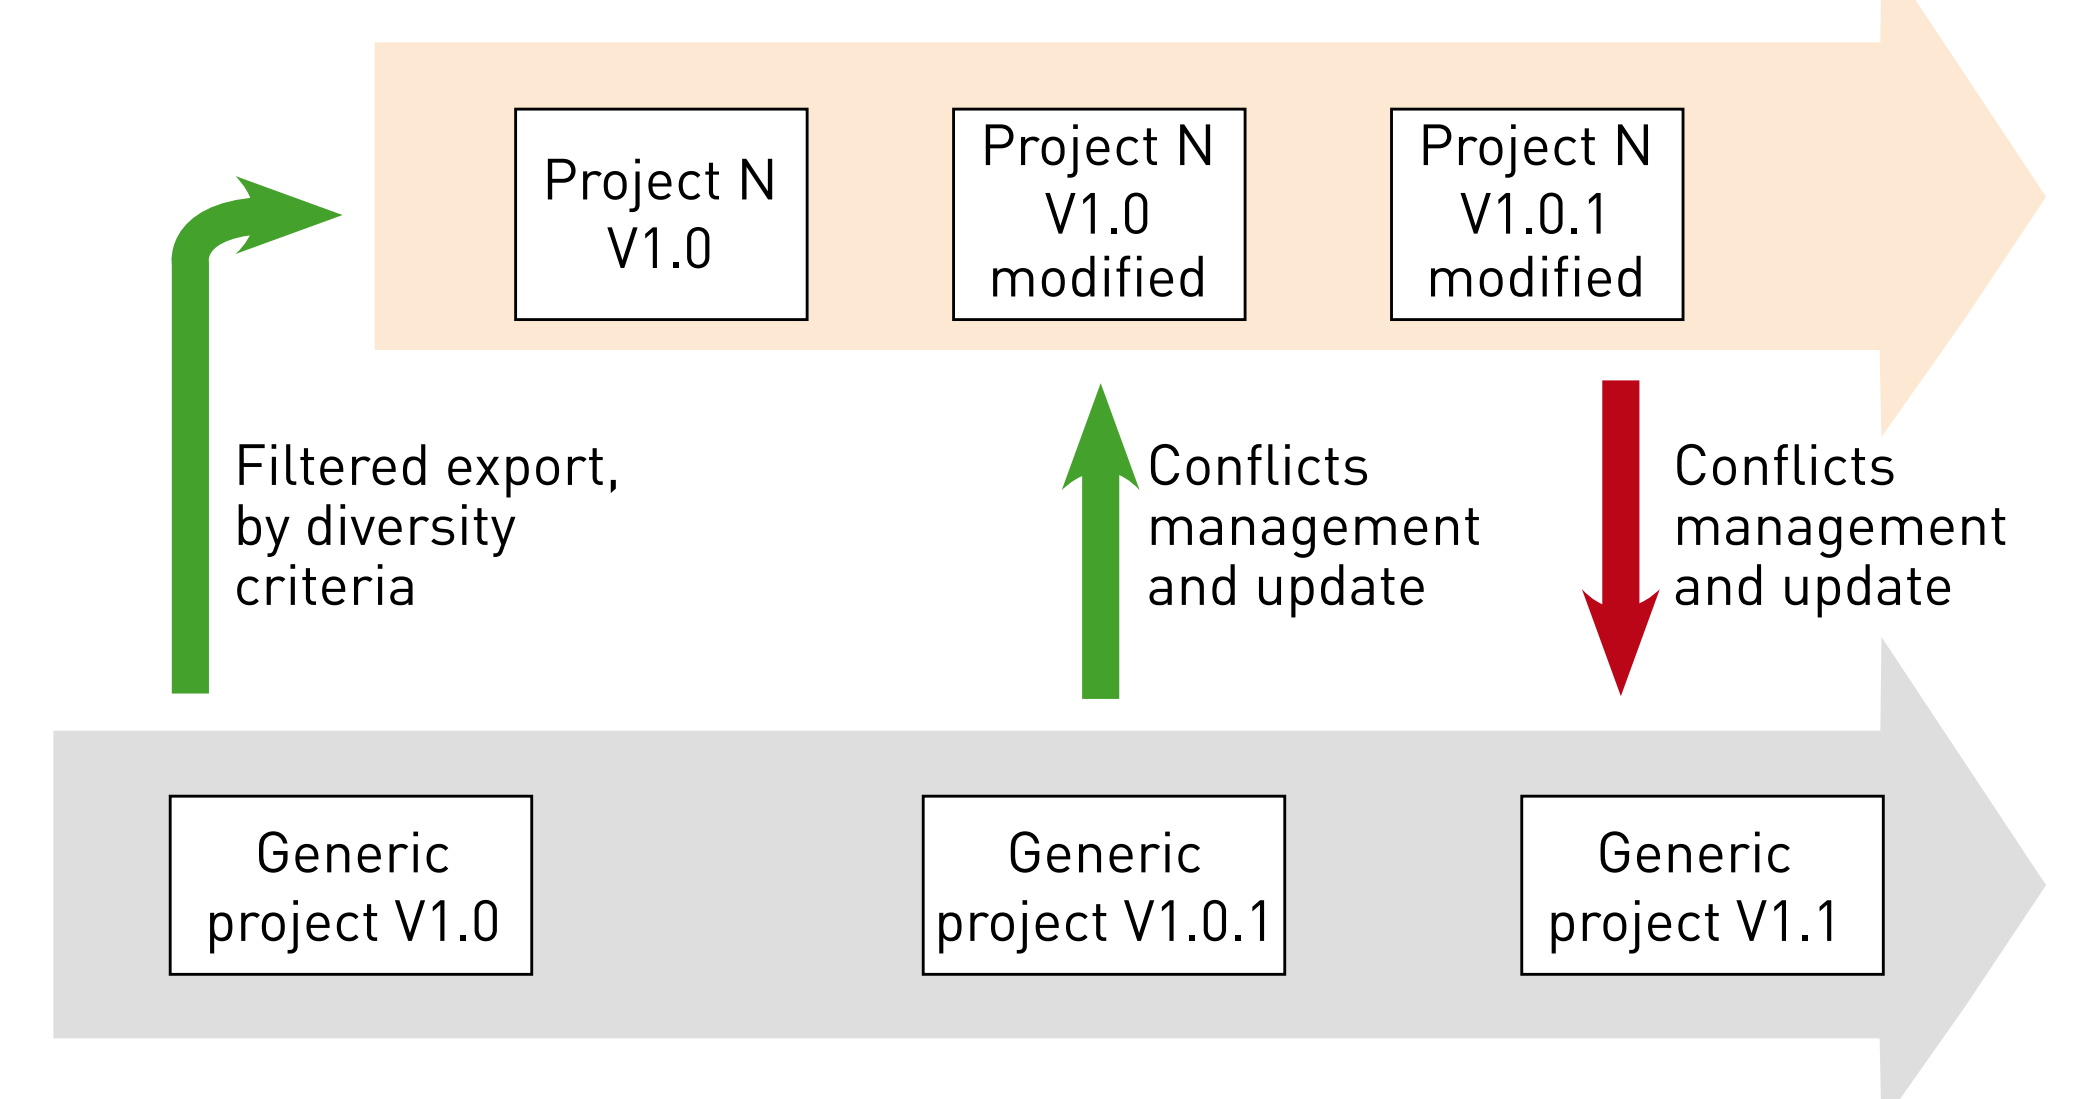 Project N
V1.0
Project N
V1.0
modified
Project N
V1.0.1
modified
Filtered export,
by diversity
criteria
Conflicts
management
and update
Conflicts
management
and update
Generic
project V1.0
Generic
project V1.0.1
Generic
project V1.1